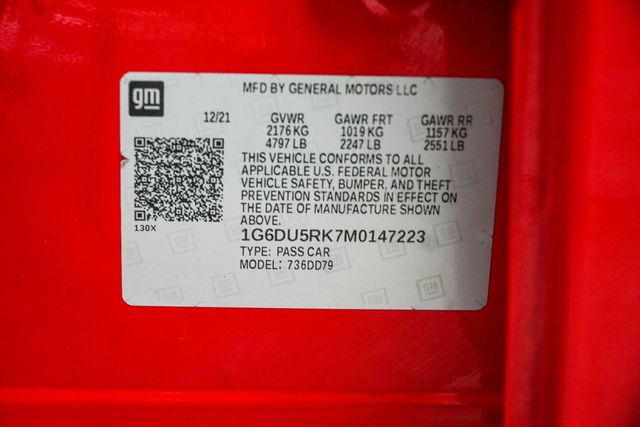 gm
MFD BY GENERAL MOTORS LLC
12/21 GVWR GAWR FRT GAWR RR
2176 KG 1019 KG 1157 KG
4797 LB 2247 LB 2551 LB
THIS VEHICLE CONFORMS TO ALL
APPLICABLE U.S. FEDERAL MOTOR
VEHICLE SAFETY, BUMPER, AND THEFT
PREVENTION STANDARDS IN EFFECT ON
THE DATE OF MANUFACTURE SHOWN
ABOVE.
130X
1G6DU5RK7M0147223
TYPE: PASS CAR
MODEL: 736DD79